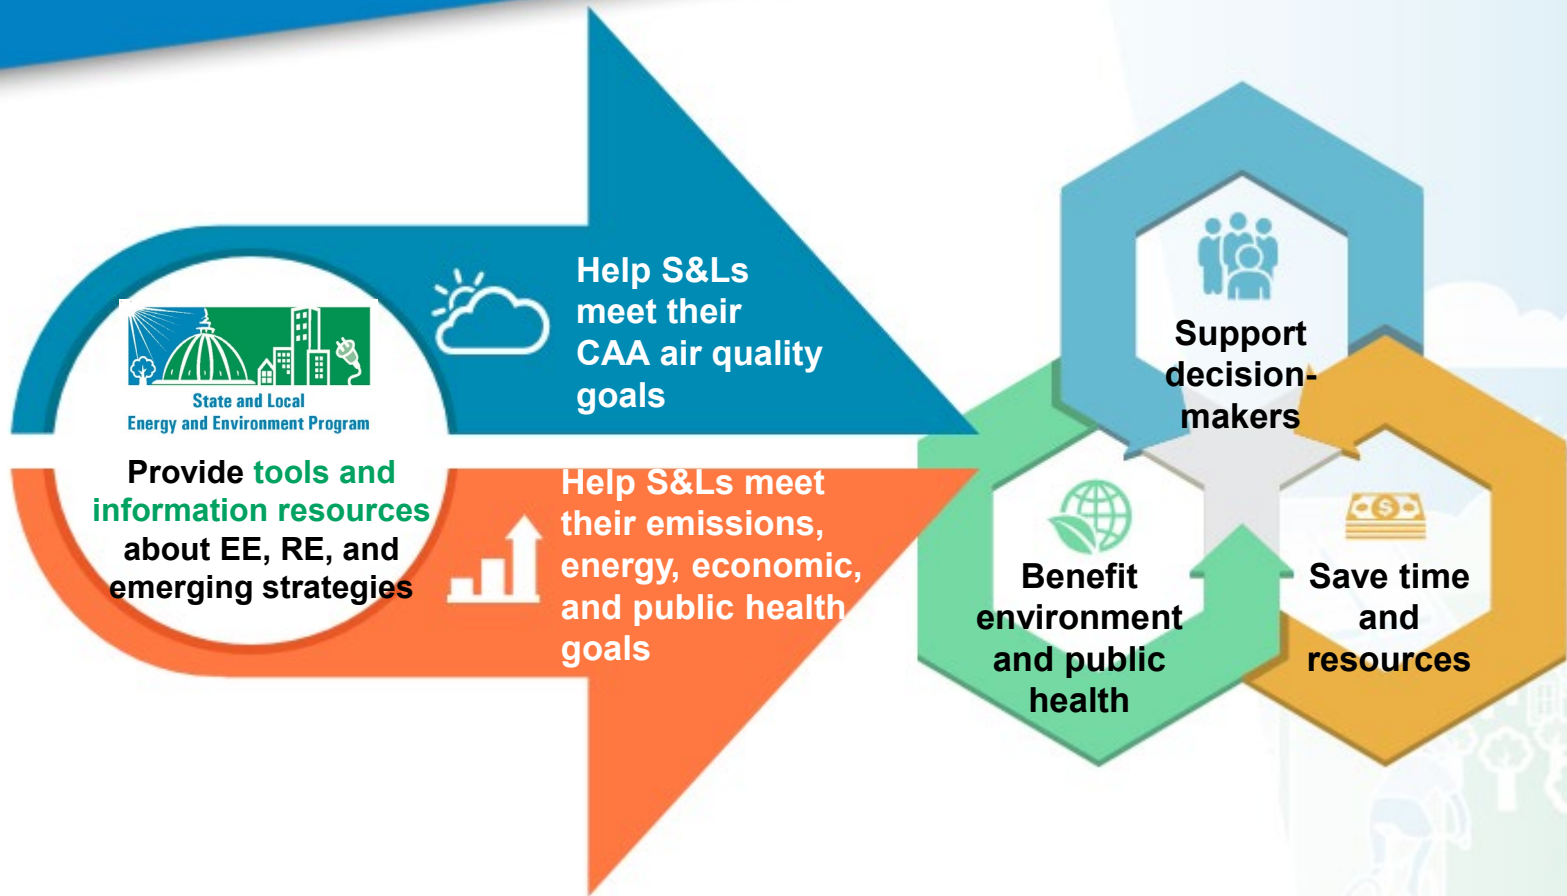 State and Local
Energy and Environment Program
Provide tools and
information resources
about EE, RE, and
emerging strategies
Help S&Ls
meet their
CAA air quality
goals
Help S&Ls meet
their emissions,
energy, economic,
and public health
goals
Support
decision-
makers
Benefit
environment
and public
health
Save time
and
resources